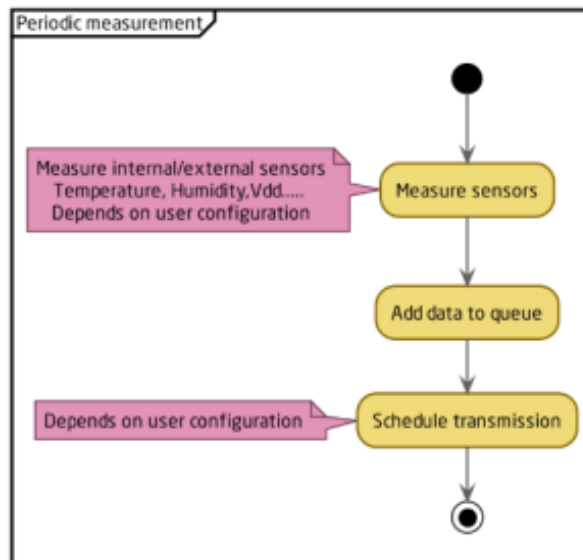 Periodic measurement
Measure internal/external sensors
Temperature, Humidity,Vdd.....
Depends on user configuration
Measure sensors
Add data to queue
Depends on user configuration
Schedule transmission